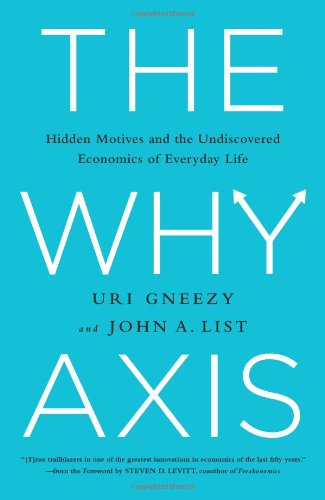 THE
Hidden Motives and the Undiscovered
Economics of Everyday Life
WHY
URI GNEEZY
and JOHN A. LIST
AXIS
"[T]rue trailblazers in one of the greatest innovations in economics of the last fifty years."
—from the Foreword by STEVEN D. LEVITT, coauthor of Freakonomics